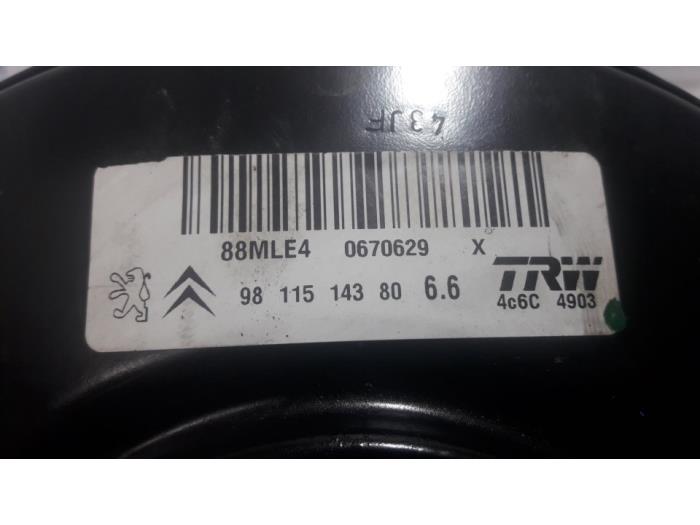 43JF
88MLE4 0670629 X
98 115 143 80 6.6
TRW
4c6C 4903